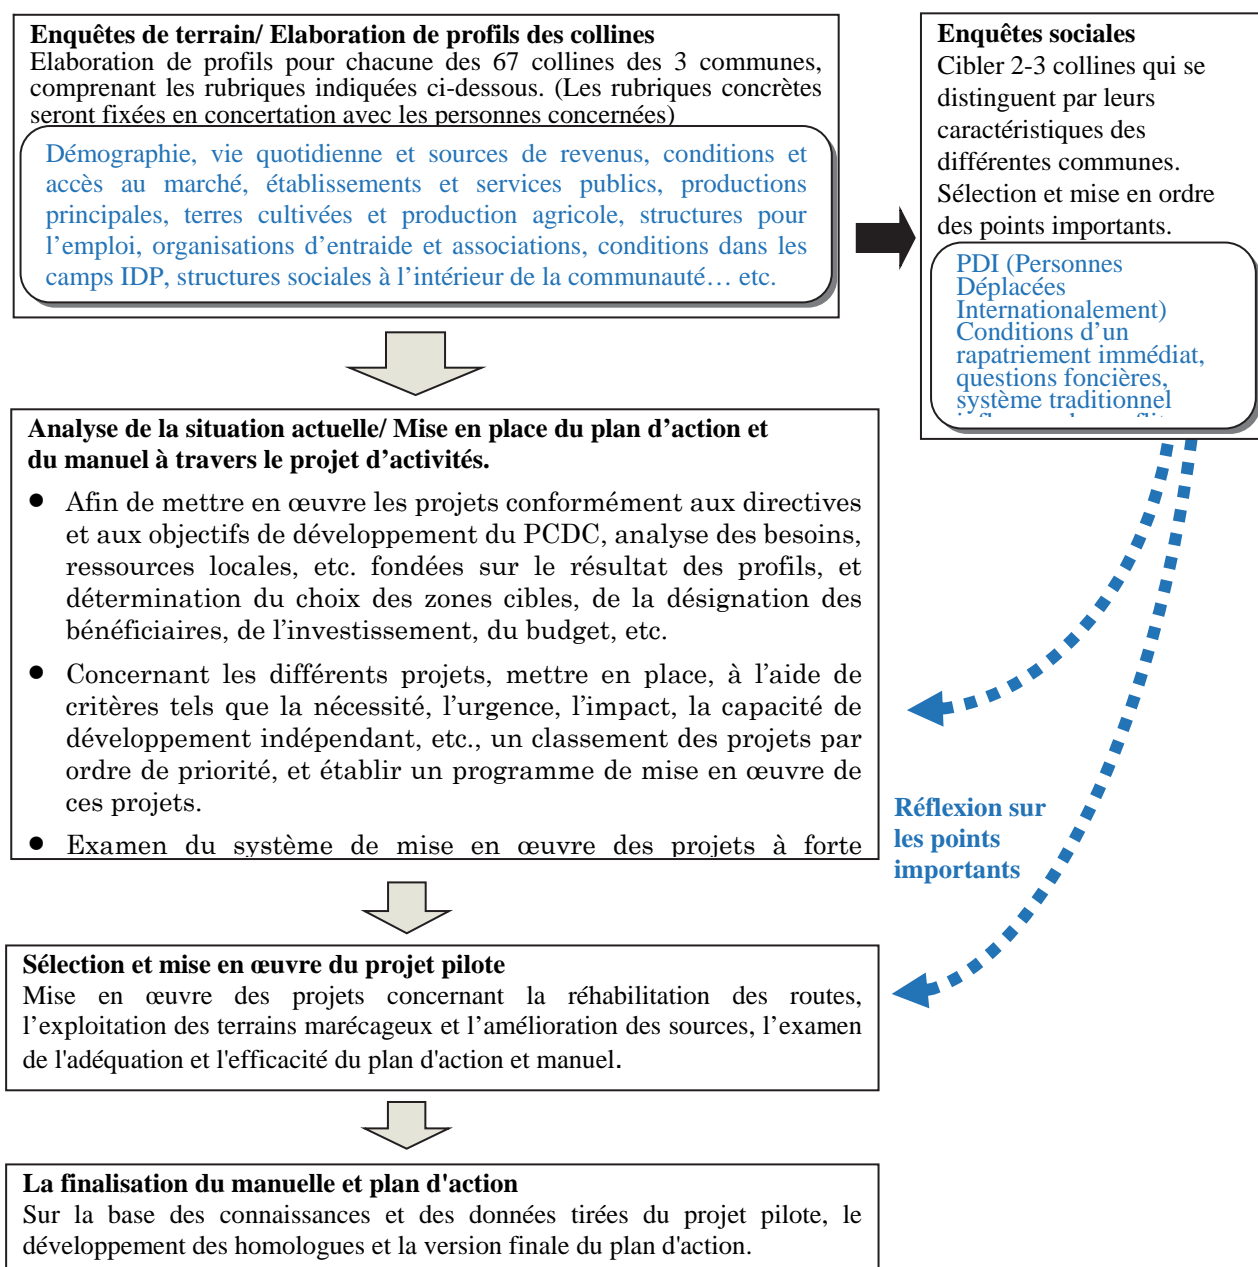 Enquêtes de terrain/ Elaboration de profils des collines
Elaboration de profils pour chacune des 67 collines des 3 communes,
comprenant les rubriques indiquées ci-dessous. (Les rubriques concrètes
seront fixées en concertation avec les personnes concernées)
Démographie, vie quotidienne et sources de revenus, conditions et
accès au marché, établissements et services publics, productions
principales, terres cultivées et production agricole, structures pour
l’emploi, organisations d’entraide et associations, conditions dans les
camps IDP, structures sociales à l’intérieur de la communauté… etc.
Enquêtes sociales
Cibler 2-3 collines qui se
distinguent par leurs
caractéristiques des
différentes communes.
Sélection et mise en ordre
des points importants.
PDI (Personnes
Déplacées
Internationalement)
Conditions d’un
rapatriement immédiat,
questions foncières,
système traditionnel
Analyse de la situation actuelle/ Mise en place du plan d’action et
du manuel à travers le projet d’activités.
● Afin de mettre en œuvre les projets conformément aux directives
et aux objectifs de développement du PCDC, analyse des besoins,
ressources locales, etc. fondées sur le résultat des profils, et
détermination du choix des zones cibles, de la désignation des
bénéficiaires, de l’investissement, du budget, etc.
● Concernant les différents projets, mettre en place, à l’aide de
critères tels que la nécessité, l’urgence, l’impact, la capacité de
développement indépendant, etc., un classement des projets par
ordre de priorité, et établir un programme de mise en œuvre de
ces projets.
● Examen du système de mise en œuvre des projets à forte
Réflexion sur
les points
importants
Sélection et mise en œuvre du projet pilote
Mise en œuvre des projets concernant la réhabilitation des routes,
l’exploitation des terrains marécageux et l’amélioration des sources, l’examen
de l'adéquation et l'efficacité du plan d'action et manuel.
La finalisation du manuelle et plan d'action
Sur la base des connaissances et des données tirées du projet pilote, le
développement des homologues et la version finale du plan d'action.